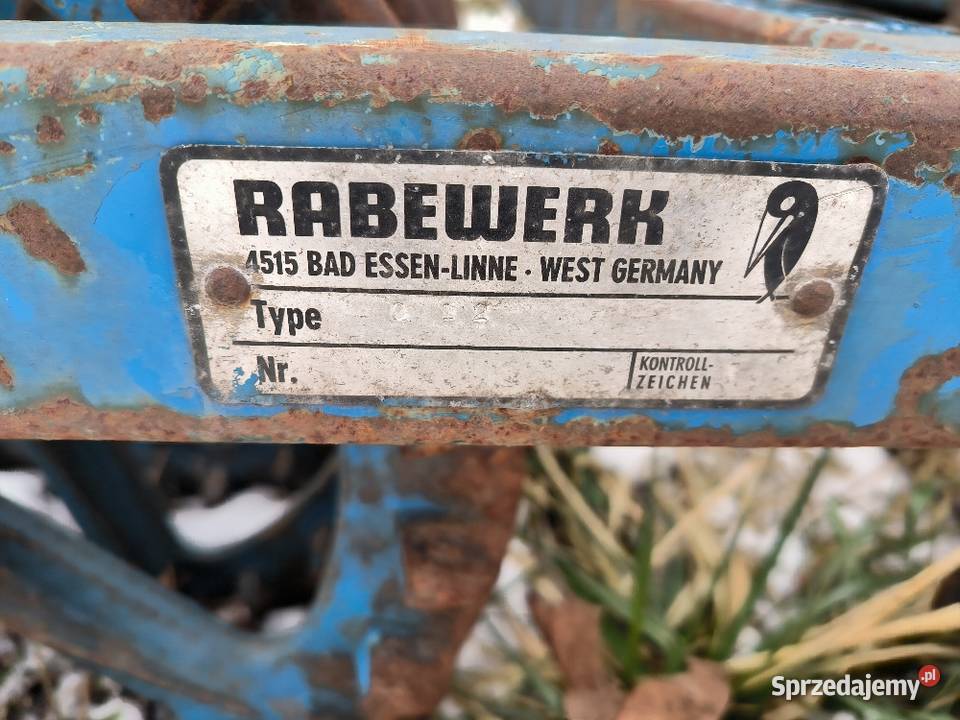 RABEWERK
4515 BAD ESSEN-LINNE · WEST GERMANY
Type
Nr.
KONTROLL-
ZEICHEN
Sprzedajemy.pl